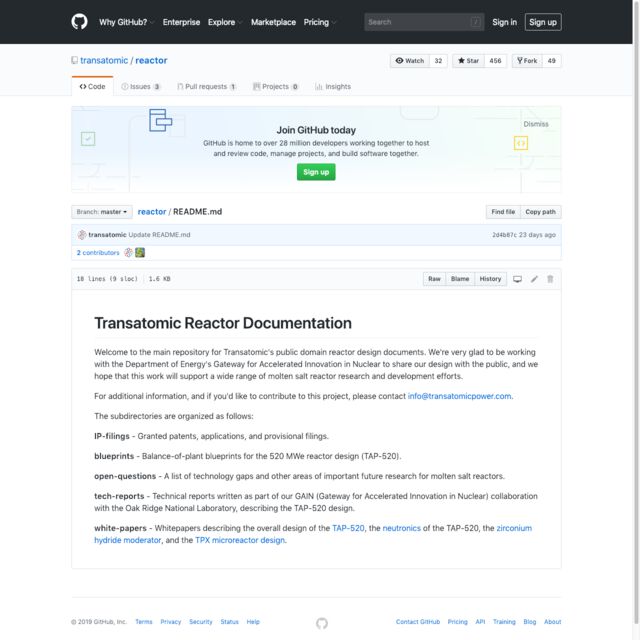 Why GitHub? Enterprise Explore Marketplace Pricing Search / Sign in Sign up
transatomic / reactor Watch 32 Star 456 Fork 49
Code Issues 3 Pull requests 1 Projects 0 Insights
Dismiss
Join GitHub today
GitHub is home to over 28 million developers working together to host
and review code, manage projects, and build software together.
Sign up
Branch: master reactor / README.md Find file Copy path
transatomic Update README.md 2d4b87c 23 days ago
2 contributors
18 lines (9 sloc) 1.6 KB Raw Blame History
Transatomic Reactor Documentation
Welcome to the main repository for Transatomic's public domain reactor design documents. We're very glad to be working
with the Department of Energy's Gateway for Accelerated Innovation in Nuclear to share our design with the public, and we
hope that this work will support a wide range of molten salt reactor research and development efforts.
For additional information, and if you'd like to contribute to this project, please contact info@transatomicpower.com.
The subdirectories are organized as follows:
IP-filings - Granted patents, applications, and provisional filings.
blueprints - Balance-of-plant blueprints for the 520 MWe reactor design (TAP-520).
open-questions - A list of technology gaps and other areas of important future research for molten salt reactors.
tech-reports - Technical reports written as part of our GAIN (Gateway for Accelerated Innovation in Nuclear) collaboration
with the Oak Ridge National Laboratory, describing the TAP-520 design.
white-papers - Whitepapers describing the overall design of the TAP-520, the neutronics of the TAP-520, the zirconium
hydride moderator, and the TPX microreactor design.
© 2019 GitHub, Inc. Terms Privacy Security Status Help Contact GitHub Pricing API Training Blog About